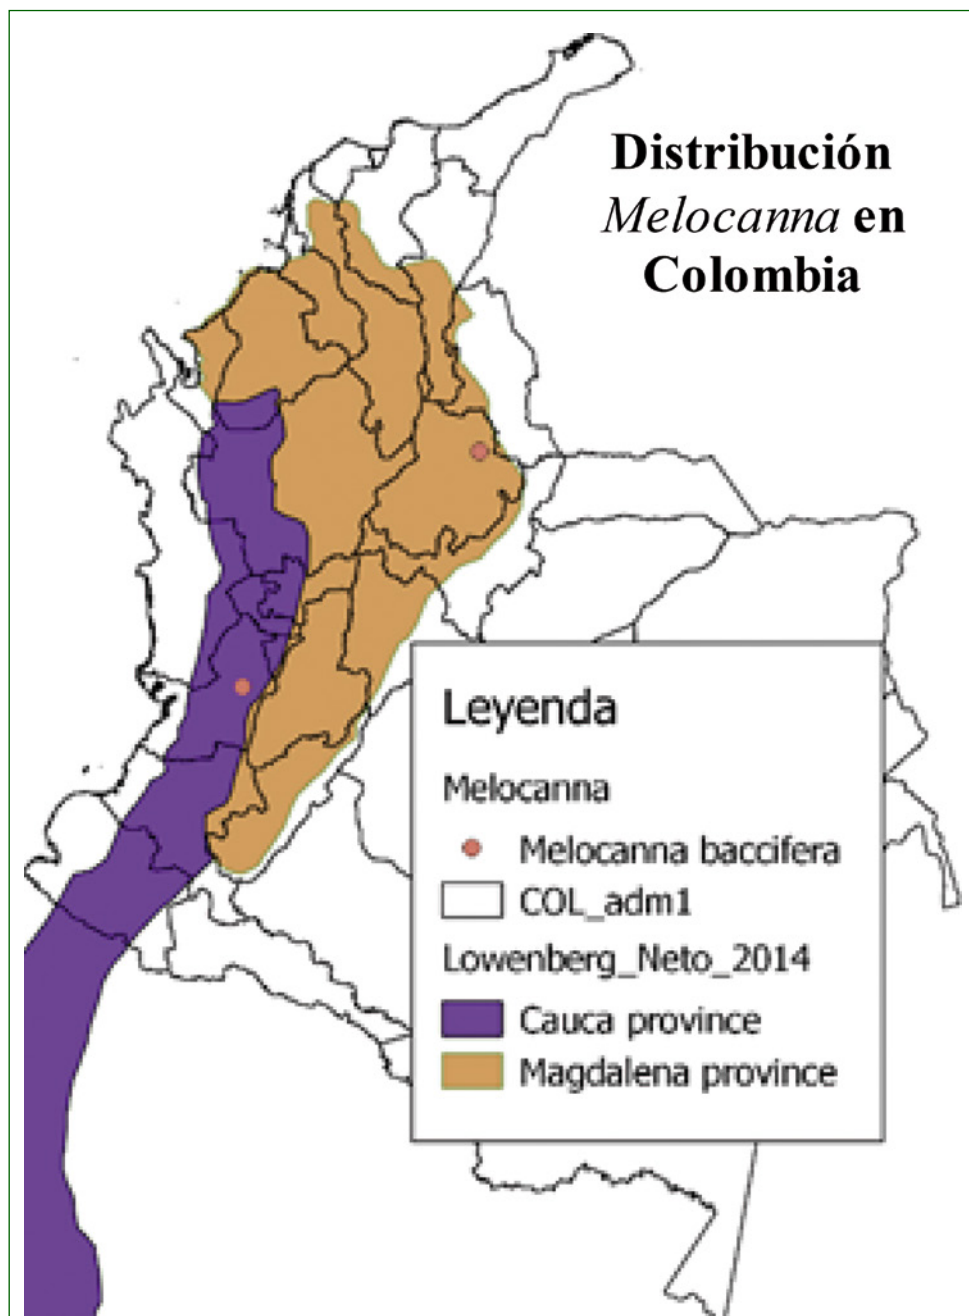 Distribución
Melocanna en
Colombia
Leyenda
Melocanna
Melocanna baccifera
COL_adm1
Lowenberg_Neto_2014
Cauca province
Magdalena province